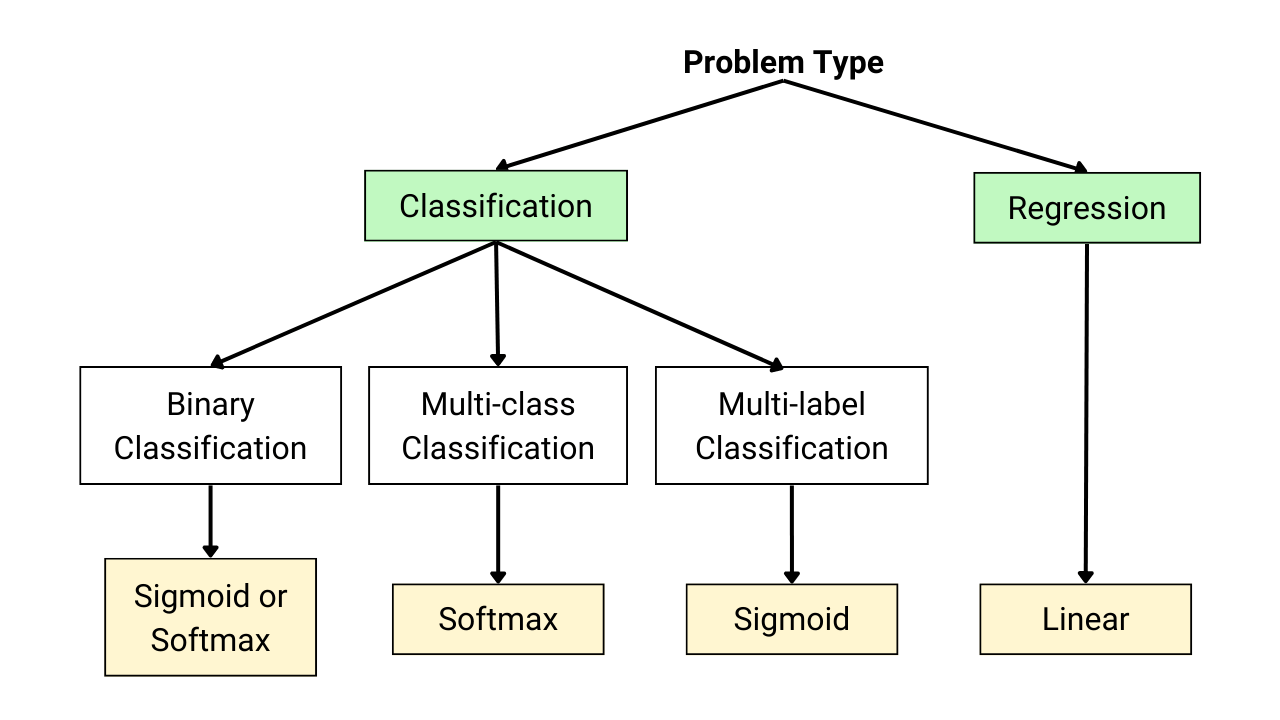 Problem Type
Classification
Regression
Binary
Classification
Multi-class
Classification
Multi-label
Classification
Sigmoid or
Softmax
Softmax
Sigmoid
Linear